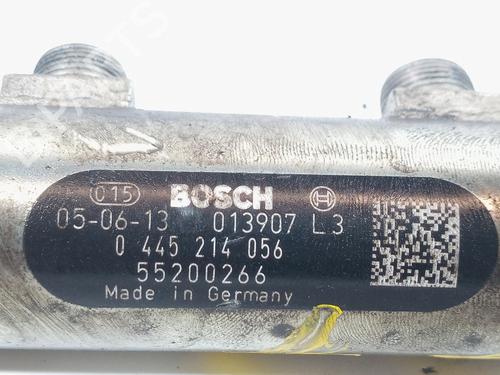 015 BOSCH
05-06-13 013907 L3
0 445 214 056
55200266
Made in Germany